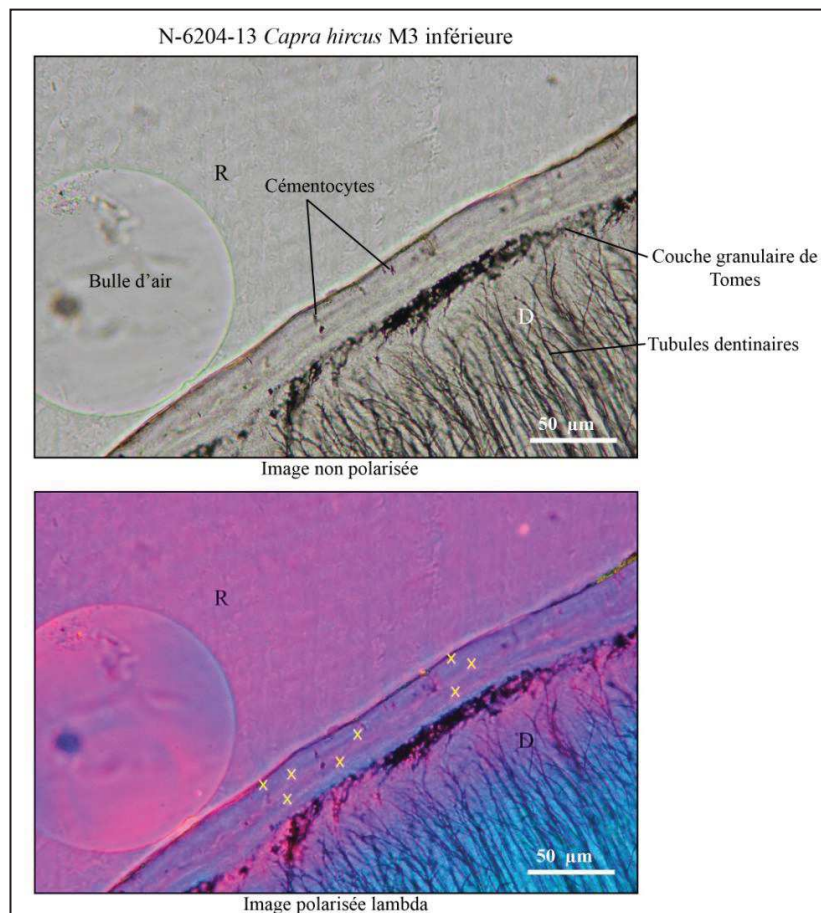 N-6204-13 Capra hircus M3 inférieure
R
Cémentocytes
Bulle d’air
Couche granulaire de
Tomes
D
Tubules dentinaires
50 µm
Image non polarisée
R
D
50 µm
Image polarisée lambda